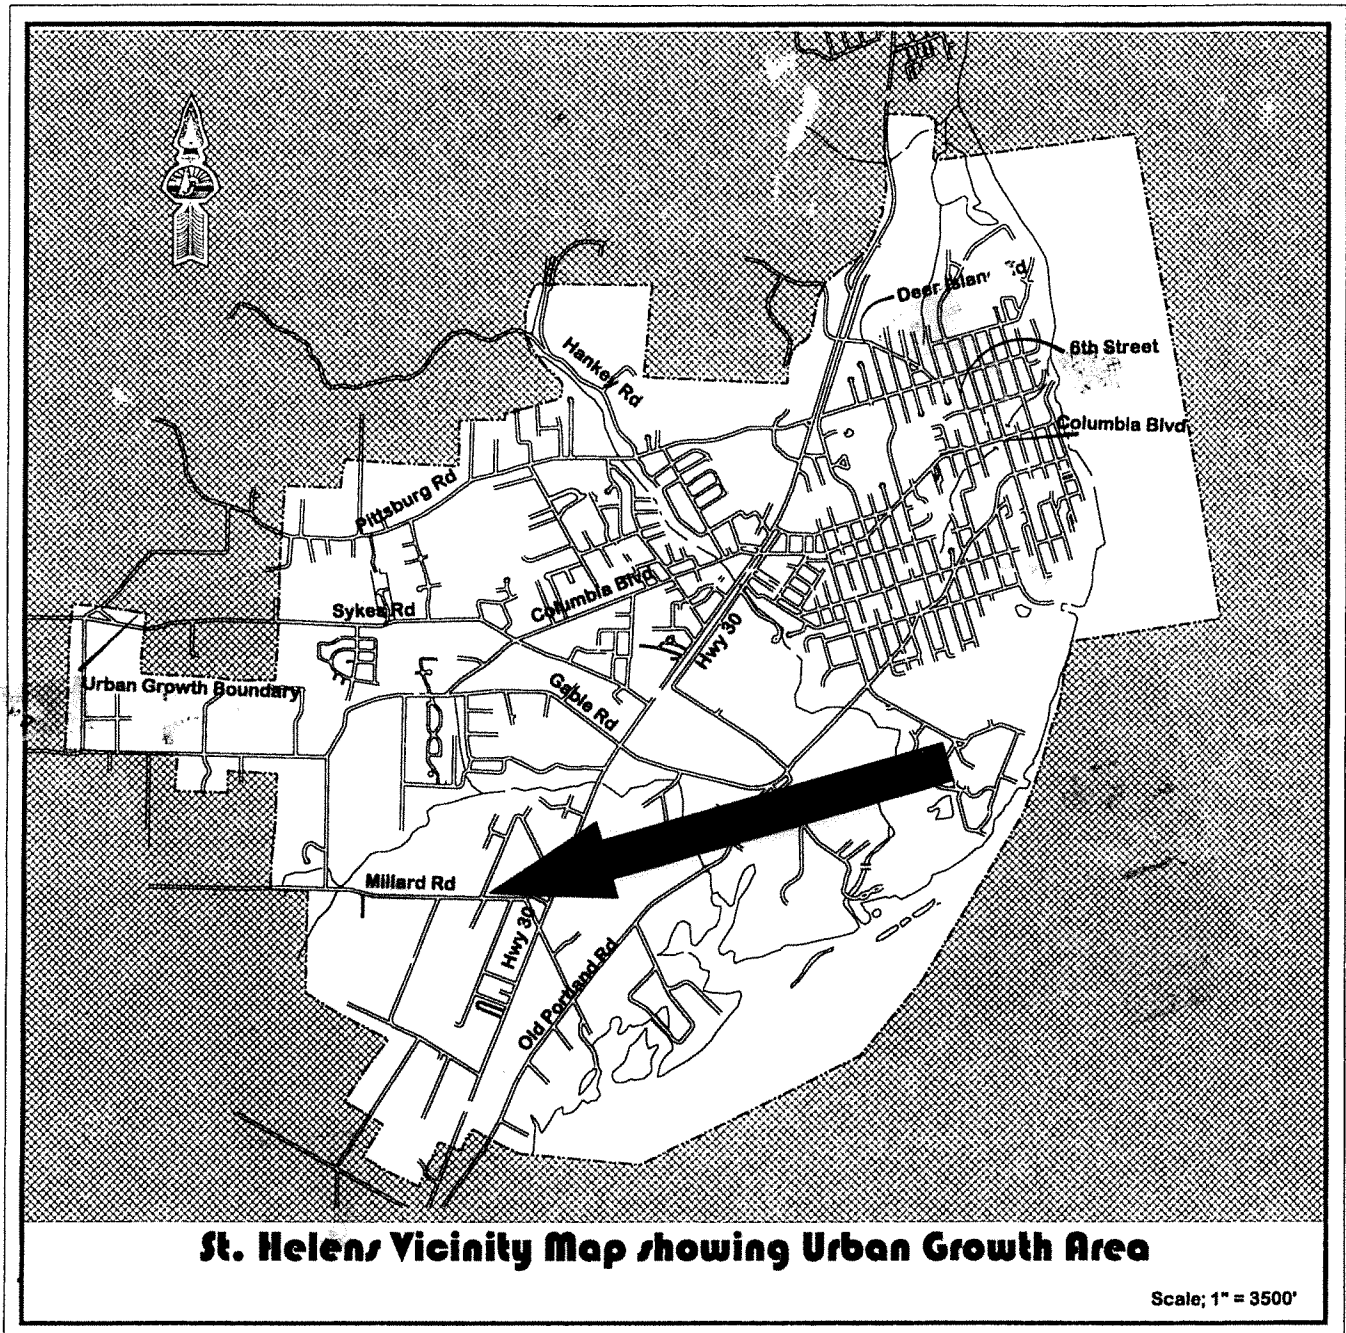 Deer Island Rd
6th Street
Hankey Rd
Columbia Blvd.
Pittsburg Rd
Columbia Blvd
Sykes Rd
Hwy 30
Urban Growth Boundary
Gable Rd
Millard Rd
Hwy 30
Old Portland Rd
St. Helens Vicinity Map showing Urban Growth Area
Scale; 1" = 3500'